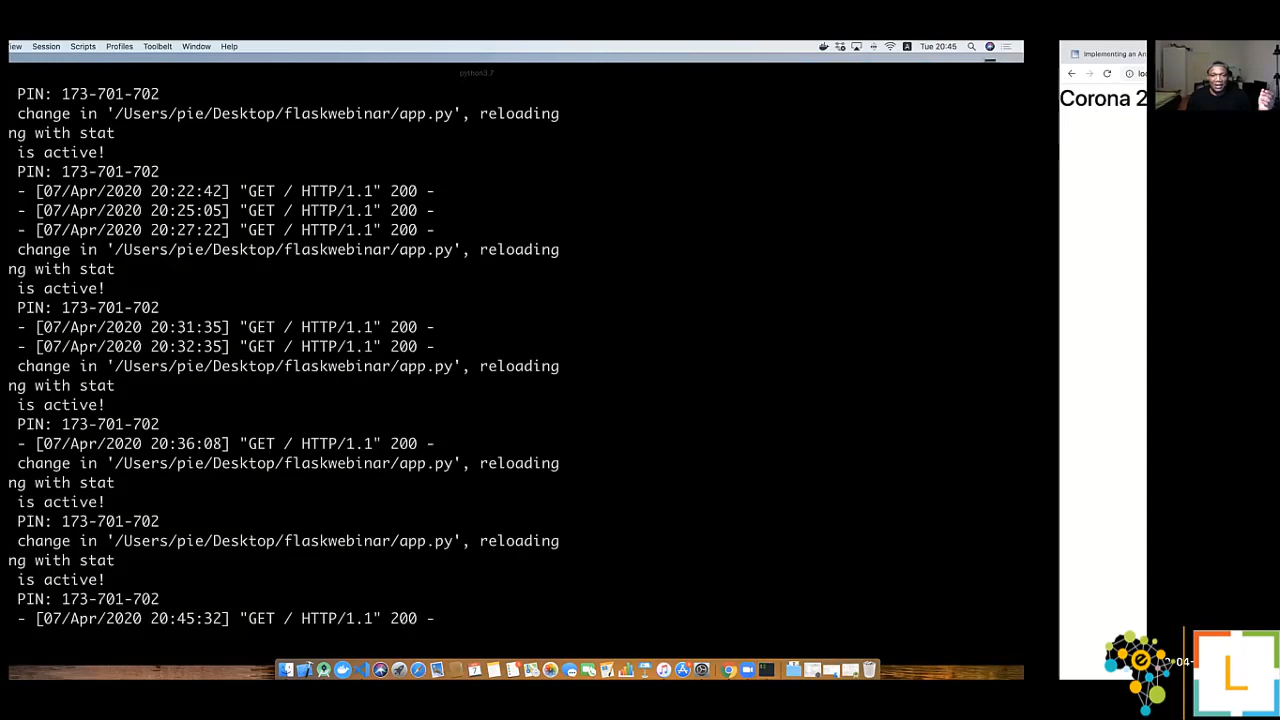 iew Session Scripts Profiles Toolbelt Window Help
Tue 20:45
python3.7
PIN: 173-701-702
change in '/Users/pie/Desktop/flaskwebinar/app.py', reloading
ng with stat
is active!
PIN: 173-701-702
- [07/Apr/2020 20:22:42] "GET / HTTP/1.1" 200 -
- [07/Apr/2020 20:25:05] "GET / HTTP/1.1" 200 -
- [07/Apr/2020 20:27:22] "GET / HTTP/1.1" 200 -
change in '/Users/pie/Desktop/flaskwebinar/app.py', reloading
ng with stat
is active!
PIN: 173-701-702
- [07/Apr/2020 20:31:35] "GET / HTTP/1.1" 200 -
- [07/Apr/2020 20:32:35] "GET / HTTP/1.1" 200 -
change in '/Users/pie/Desktop/flaskwebinar/app.py', reloading
ng with stat
is active!
PIN: 173-701-702
- [07/Apr/2020 20:36:08] "GET / HTTP/1.1" 200 -
change in '/Users/pie/Desktop/flaskwebinar/app.py', reloading
ng with stat
is active!
PIN: 173-701-702
change in '/Users/pie/Desktop/flaskwebinar/app.py', reloading
ng with stat
is active!
PIN: 173-701-702
- [07/Apr/2020 20:45:32] "GET / HTTP/1.1" 200 -
Implementing an An
loc
Corona 2
04
L